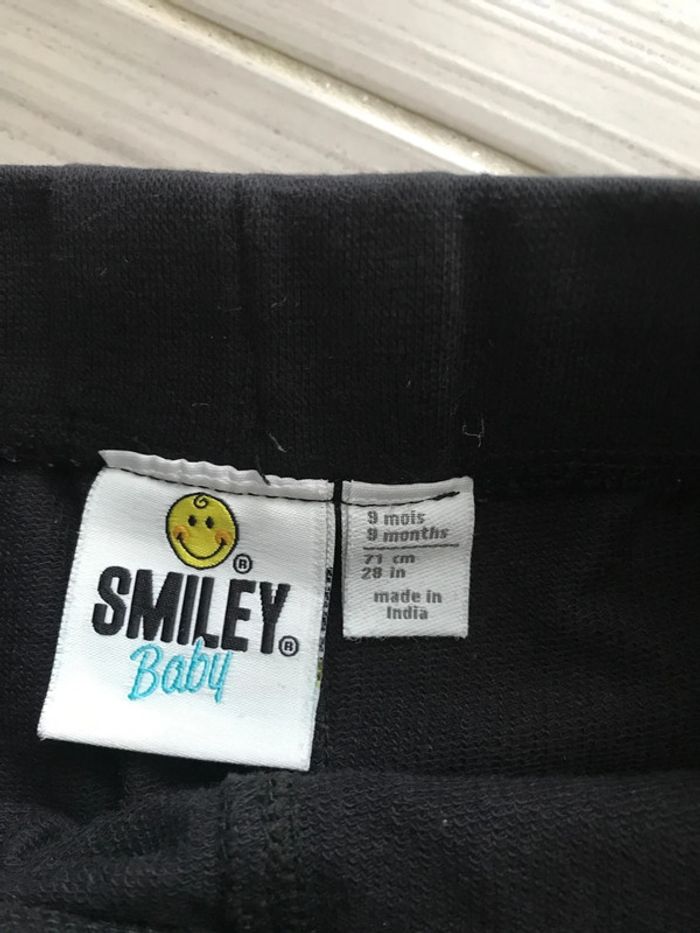 ®
SMILEY®
Baby
9 mois
9 months
71 cm
28 in
made in
India